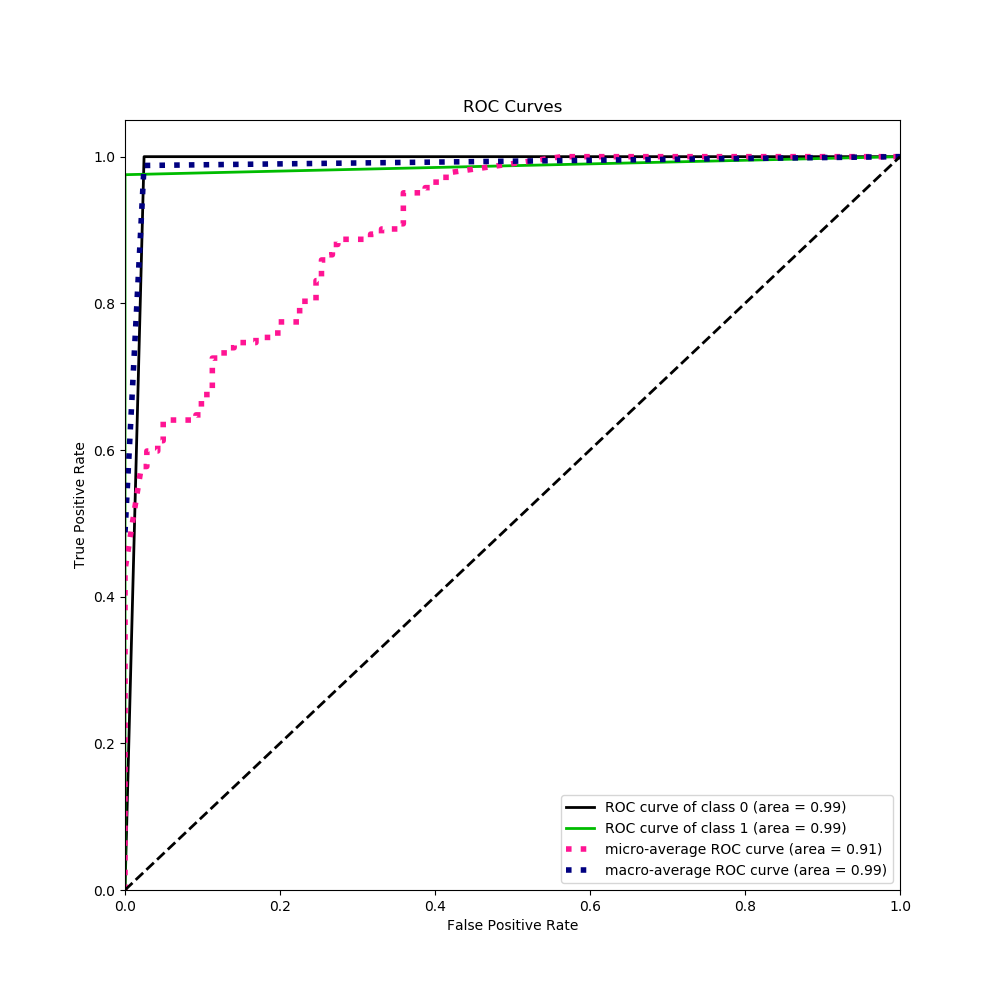 ROC Curves
True Positive Rate
1.0
0.8
0.6
0.4
0.2
0.0
0.0 0.2 0.4 0.6 0.8 1.0
False Positive Rate
ROC curve of class 0 (area = 0.99)
ROC curve of class 1 (area = 0.99)
micro-average ROC curve (area = 0.91)
macro-average ROC curve (area = 0.99)